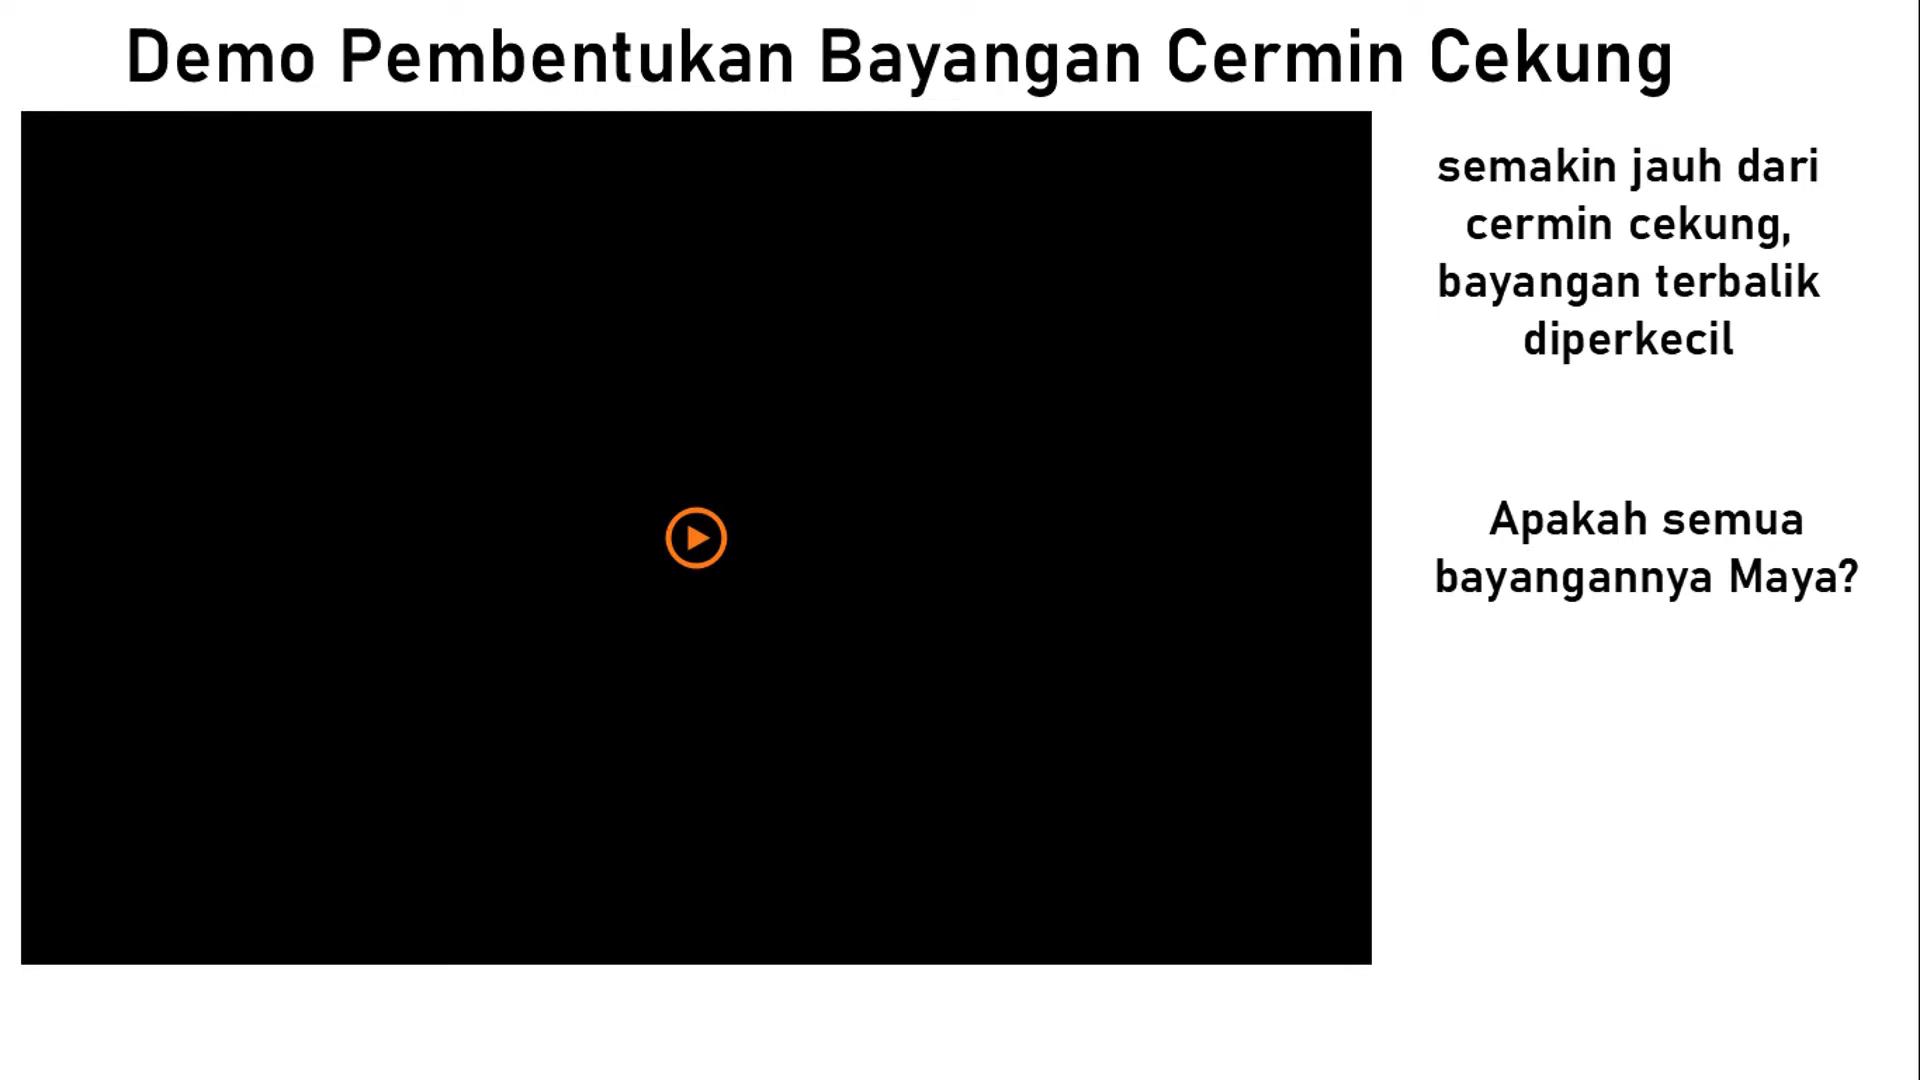 Demo Pembentukan Bayangan Cermin Cekung
semakin jauh dari
cermin cekung,
bayangan terbalik
diperkecil
Apakah semua
bayangannya Maya?